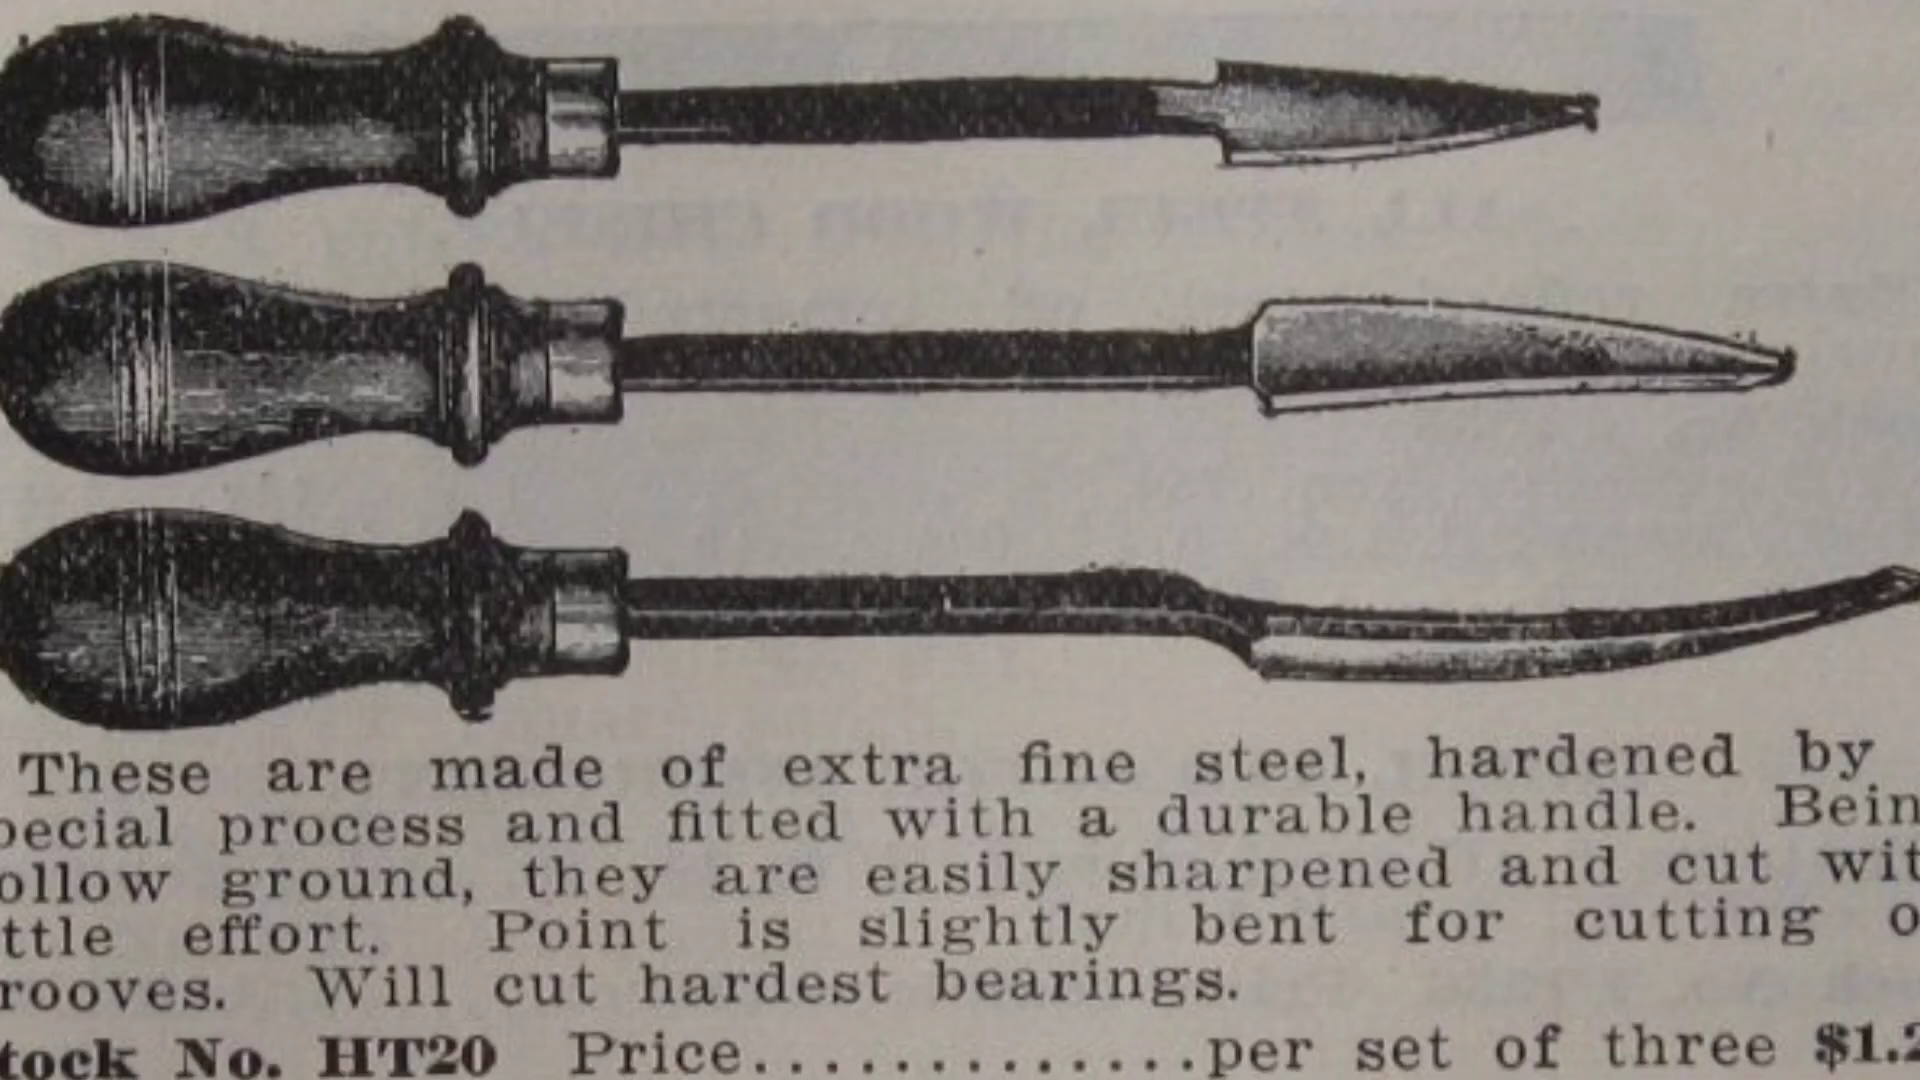 These are made of extra fine steel, hardened by
pecial process and fitted with a durable handle. Bein
ollow ground, they are easily sharpened and cut wit
ttle effort. Point is slightly bent for cutting o
rooves. Will cut hardest bearings.
tock No. HT20 Price.............per set of three $1.2